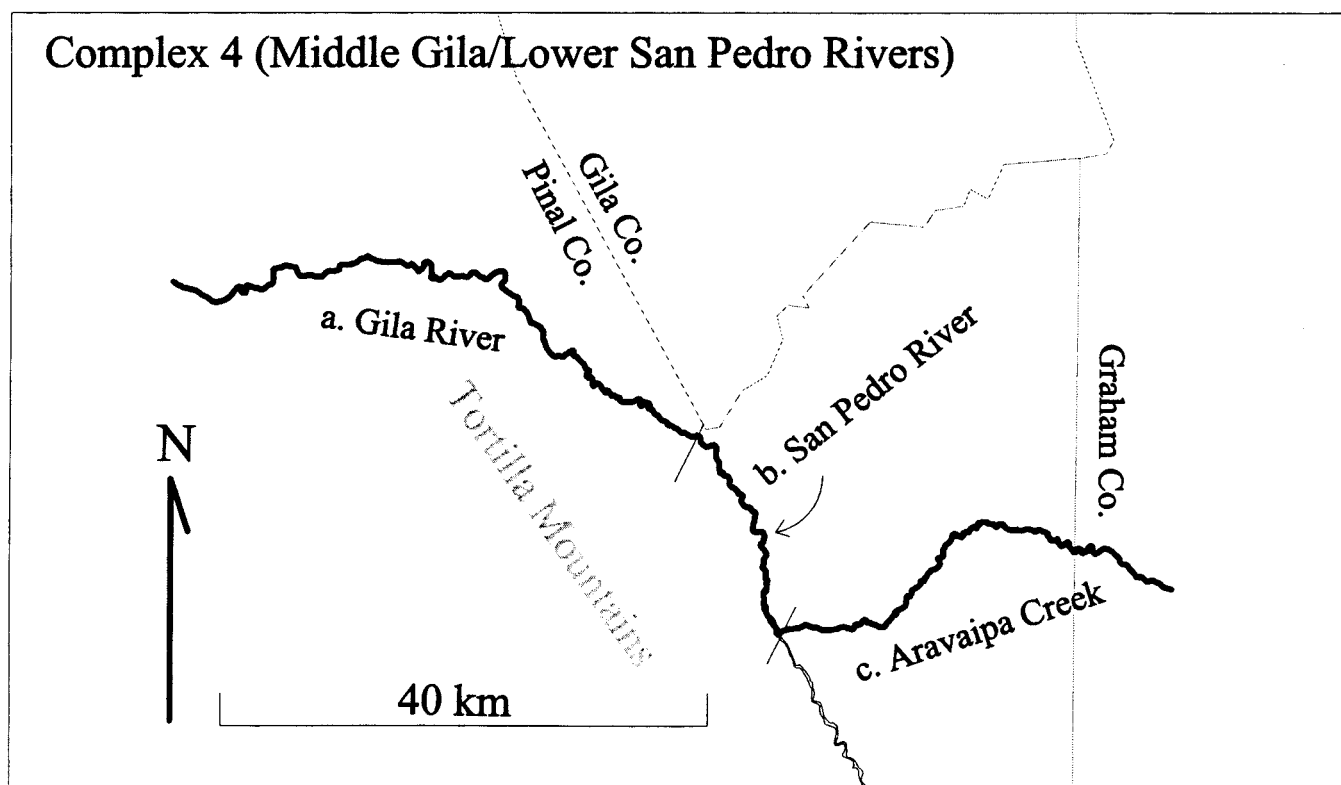 Complex 4 (Middle Gila/Lower San Pedro Rivers)
Gila Co.
Pinal Co.
a. Gila River
Tortilla Mountains
b. San Pedro River
Graham Co.
N
c. Aravaipa Creek
40 km